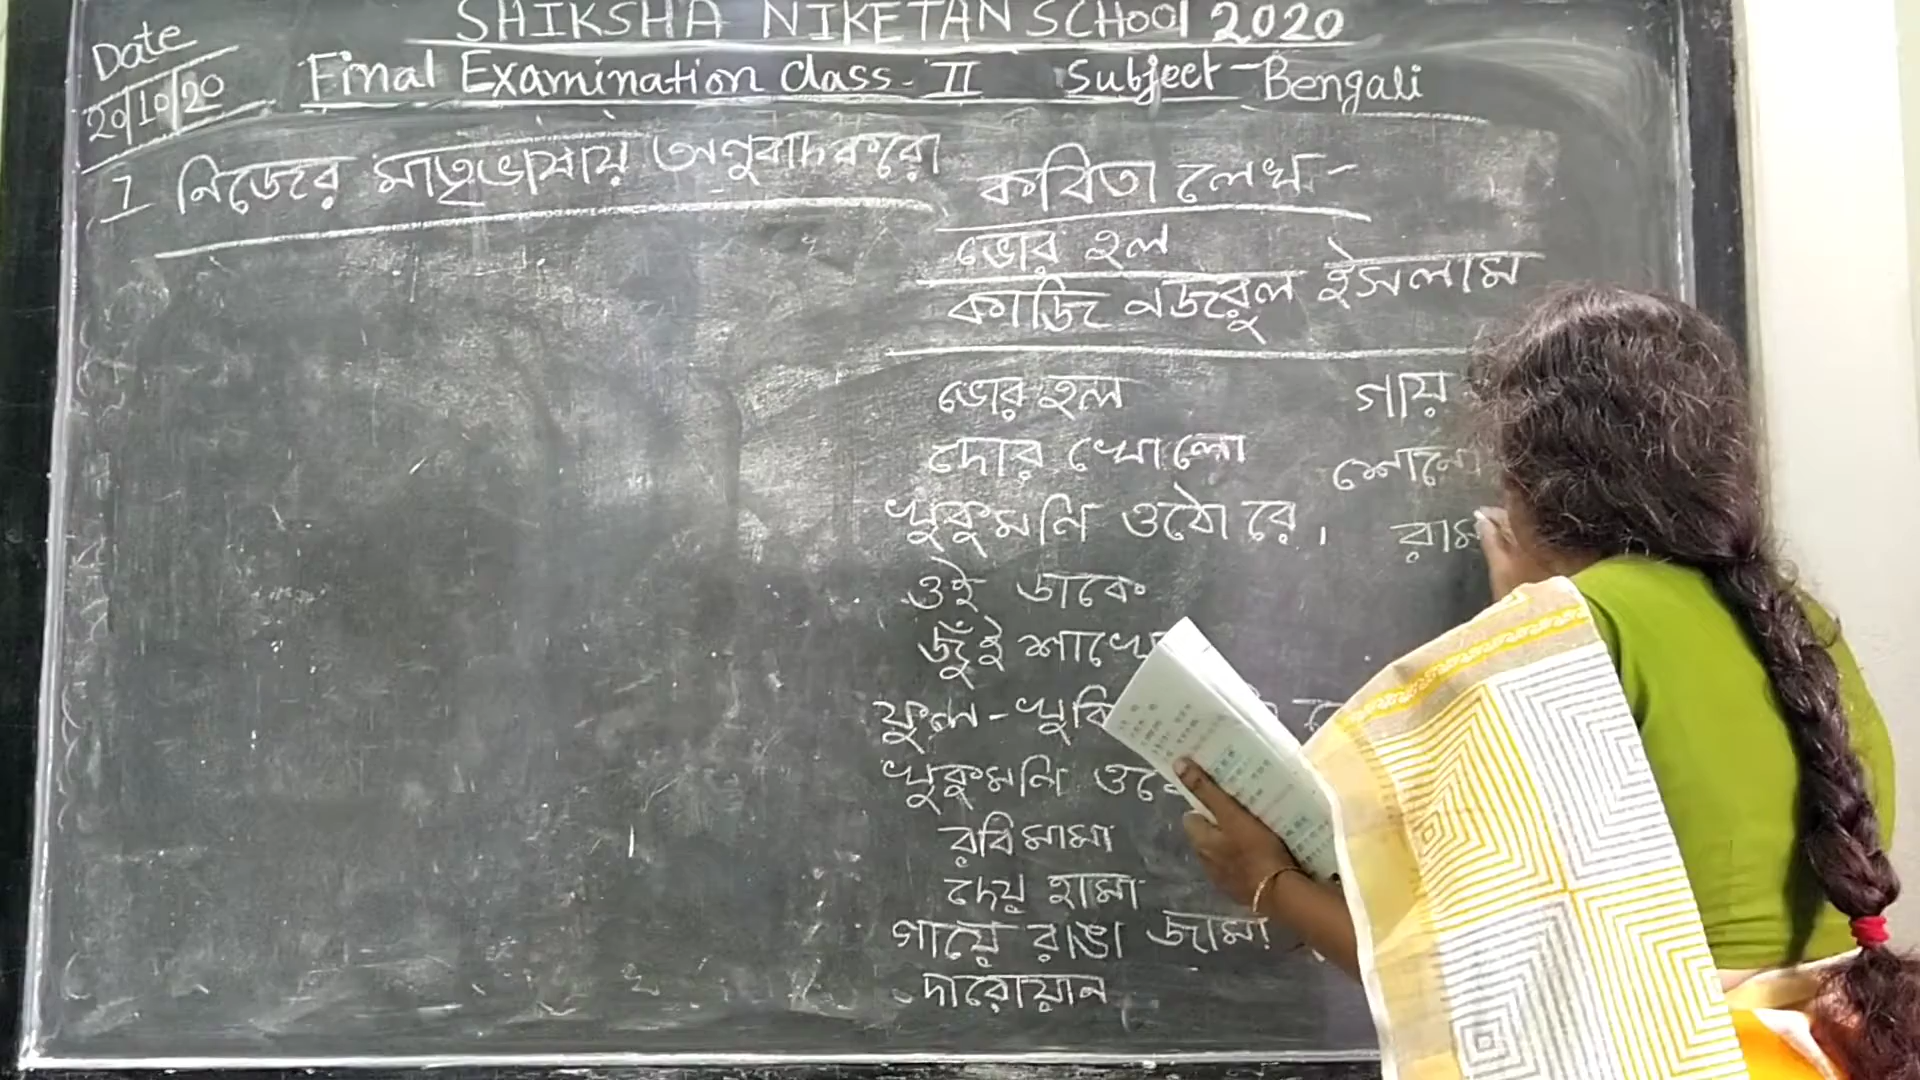 SHIKSHA NIKETAN SCHOOL 2020
Date
20/10/20
Final Examination Class - II Subject - Bengali
1 নিজের মাতৃভাষায় অনুবাদ করো
কবিতা লেখ -
ভোর হল
কাজি নজরুল ইসলাম
ভোর হল
দোর খোলো
খুকুমনি ওঠো রে,
ওই ডাকে
জুঁই শাখে
ফুল - খুকি
খুকুমনি
রবি মামা
দেয় হামা
গায়ে রাঙা জামা
দারোয়ান
গায়
শোনো